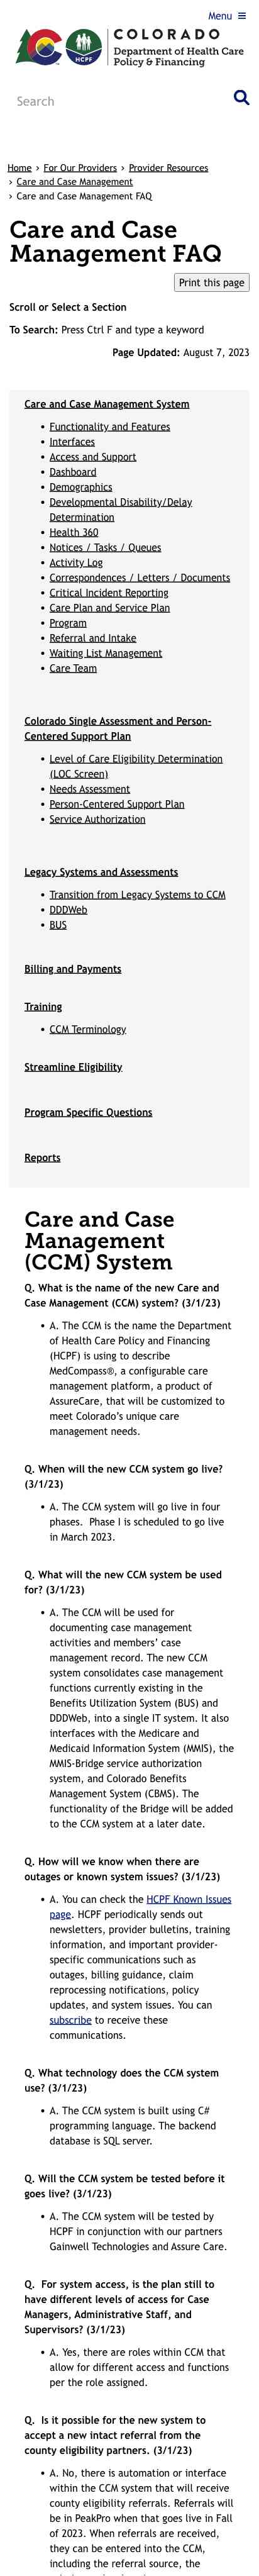 Menu ≡
COLORADO
CO
HCPF
Department of Health Care
Policy & Financing
Search
Home › For Our Providers › Provider Resources
› Care and Case Management
› Care and Case Management FAQ
Care and Case
Management FAQ
Print this page
Scroll or Select a Section
To Search: Press Ctrl F and type a keyword
Page Updated: August 7, 2023
Care and Case Management System
• Functionality and Features
• Interfaces
• Access and Support
• Dashboard
• Demographics
• Developmental Disability/Delay
Determination
• Health 360
• Notices / Tasks / Queues
• Activity Log
• Correspondences / Letters / Documents
• Critical Incident Reporting
• Care Plan and Service Plan
• Program
• Referral and Intake
• Waiting List Management
• Care Team
Colorado Single Assessment and Person-
Centered Support Plan
• Level of Care Eligibility Determination
(LOC Screen)
• Needs Assessment
• Person-Centered Support Plan
• Service Authorization
Legacy Systems and Assessments
• Transition from Legacy Systems to CCM
• DDDWeb
• BUS
Billing and Payments
Training
• CCM Terminology
Streamline Eligibility
Program Specific Questions
Reports
Care and Case
Management
(CCM) System
Q. What is the name of the new Care and
Case Management (CCM) system? (3/1/23)
• A. The CCM is the name the Department
of Health Care Policy and Financing
(HCPF) is using to describe
MedCompass®, a configurable care
management platform, a product of
AssureCare, that will be customized to
meet Colorado's unique care
management needs.
Q. When will the new CCM system go live?
(3/1/23)
• A. The CCM system will go live in four
phases.  Phase I is scheduled to go live
in March 2023.
Q. What will the new CCM system be used
for? (3/1/23)
• A. The CCM will be used for
documenting case management
activities and members' case
management record. The new CCM
system consolidates case management
functions currently existing in the
Benefits Utilization System (BUS) and
DDDWeb, into a single IT system. It also
interfaces with the Medicare and
Medicaid Information System (MMIS), the
MMIS-Bridge service authorization
system, and Colorado Benefits
Management System (CBMS). The
functionality of the Bridge will be added
to the CCM system at a later date.
Q. How will we know when there are
outages or known system issues? (3/1/23)
• A. You can check the HCPF Known Issues
page. HCPF periodically sends out
newsletters, provider bulletins, training
information, and important provider-
specific communications such as
outages, billing guidance, claim
reprocessing notifications, policy
updates, and system issues. You can
subscribe to receive these
communications.
Q. What technology does the CCM system
use? (3/1/23)
• A. The CCM system is built using C#
programming language. The backend
database is SQL server.
Q. Will the CCM system be tested before it
goes live? (3/1/23)
• A. The CCM system will be tested by
HCPF in conjunction with our partners
Gainwell Technologies and Assure Care.
Q.  For system access, is the plan still to
have different levels of access for Case
Managers, Administrative Staff, and
Supervisors? (3/1/23)
• A. Yes, there are roles within CCM that
allow for different access and functions
per the role assigned.
Q.  Is it possible for the new system to
accept a new intact referral from the
county eligibility partners. (3/1/23)
• A. No, there is automation or interface
within the CCM system that will receive
county eligibility referrals. Referrals will
be in PeakPro when that goes live in Fall
of 2023. When referrals are received,
they can be entered into the CCM,
including the referral source, the